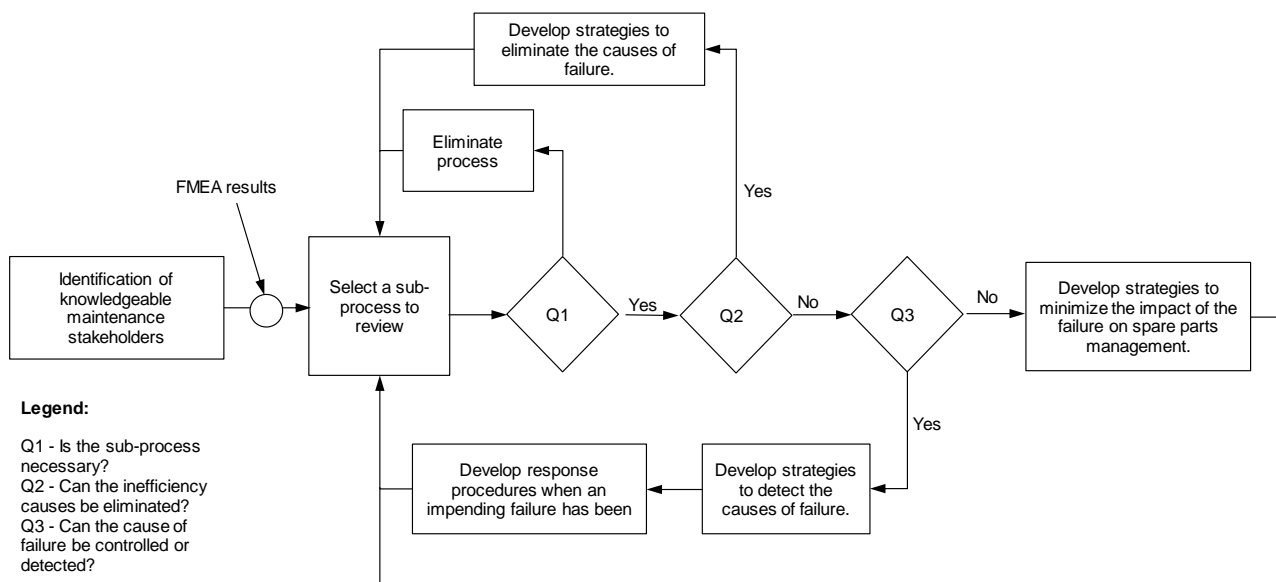 Develop strategies to
eliminate the causes of
failure.
Eliminate
process
FMEA results
Yes
Identification of
knowledgeable
maintenance
stakeholders
Select a sub-
process to
review
Q1
Yes
Q2
No
Q3
No
Develop strategies to
minimize the impact of the
failure on spare parts
management.
Yes
Legend:
Q1 - Is the sub-process
necessary?
Q2 - Can the inefficiency
causes be eliminated?
Q3 - Can the cause of
failure be controlled or
detected?
Develop response
procedures when an
impending failure has been
Develop strategies
to detect the
causes of failure.